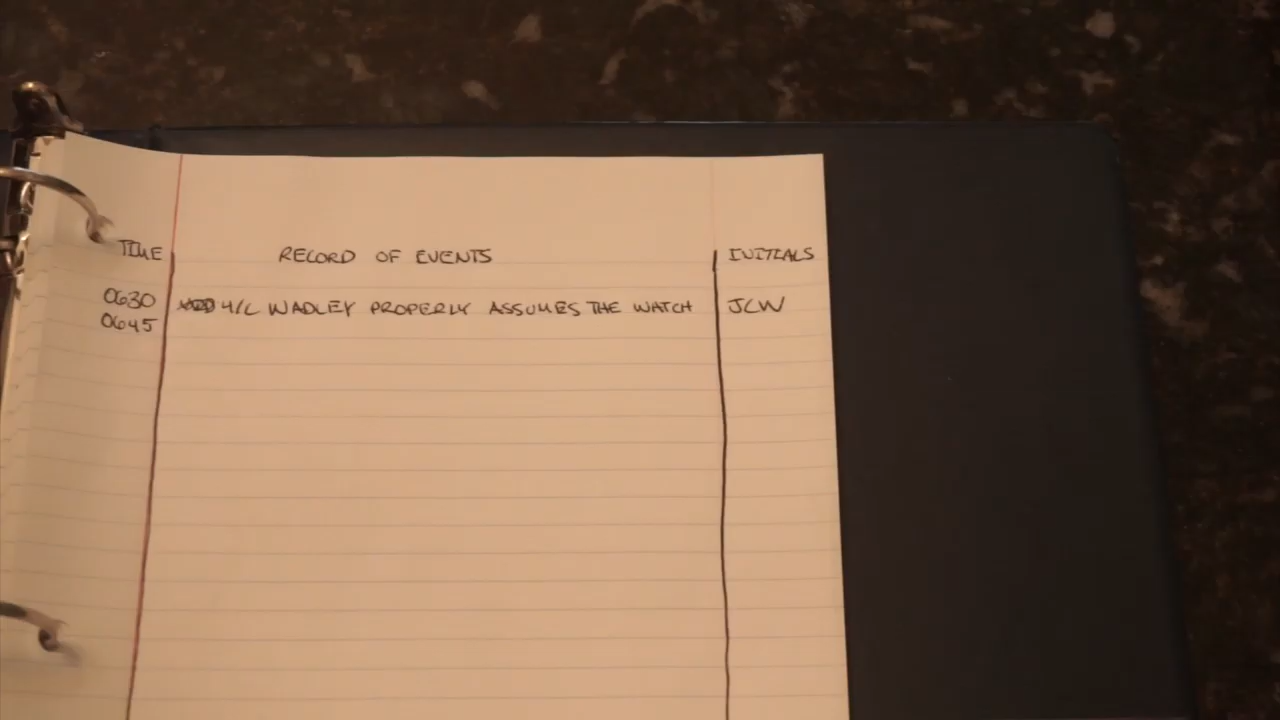 TIME RECORD OF EVENTS INITIALS
0630 4/C WADLEY PROPERLY ASSUMES THE WATCH JCW
0645